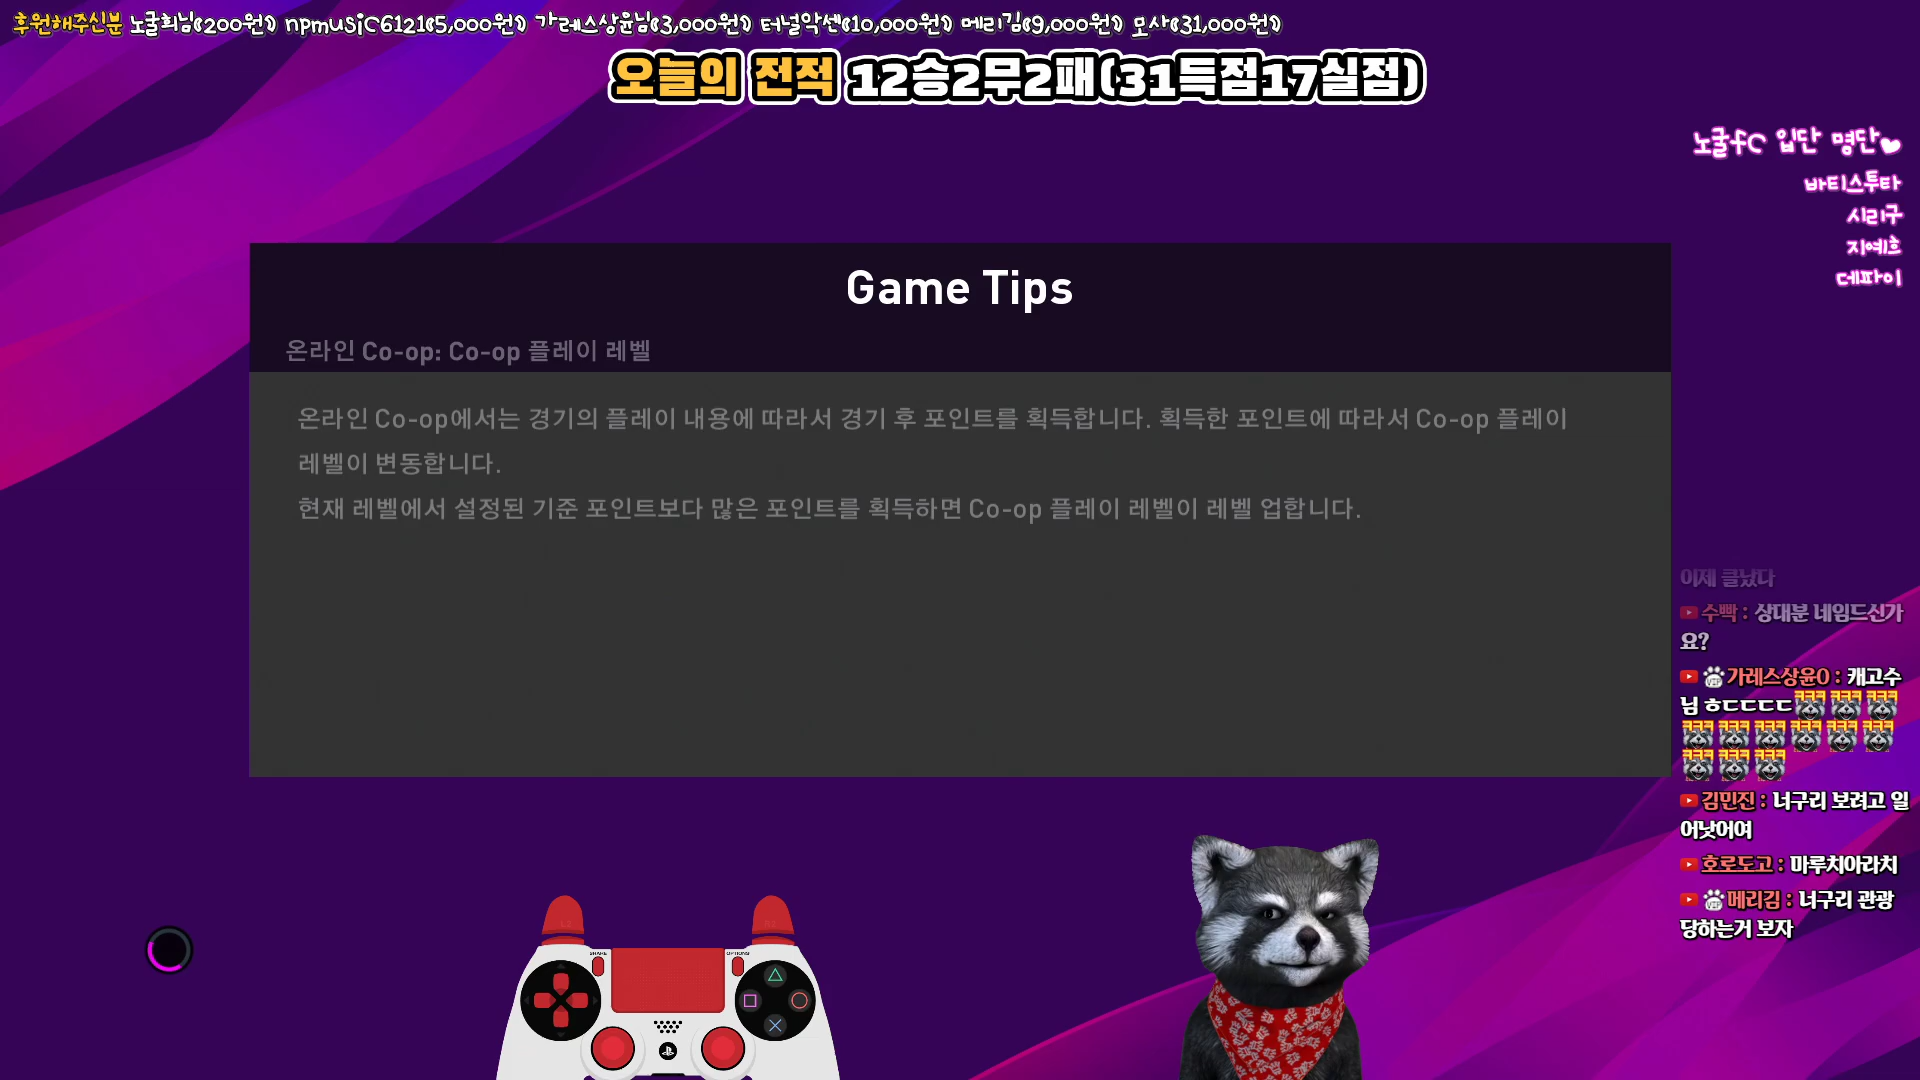 후원해주신분 노굴희님(200원) npmusic6121(5,000원) 가레스상윤님(3,000원) 터널악쎈(10,000원) 메리김(9,000원) 모사(31,000원)
오늘의 전적 12승2무2패(31득점17실점)
노굴fC 입단 명단
바티스투타
시리구
지예흐
데파이
Game Tips
온라인 Co-op: Co-op 플레이 레벨
온라인 Co-op에서는 경기의 플레이 내용에 따라서 경기 후 포인트를 획득합니다. 획득한 포인트에 따라서 Co-op 플레이
레벨이 변동합니다.
현재 레벨에서 설정된 기준 포인트보다 많은 포인트를 획득하면 Co-op 플레이 레벨이 레벨 업합니다.
이제 클났다
수빡 : 상대분 네임드신가
요?
가레스상윤0 : 캐고수
님 ㅎㄷㄷㄷㄷ
김민진 : 너구리 보려고 일
어낫어여
호로도고 : 마루치아라치
메리김 : 너구리 관광
당하는거 보자
SHARE
OPTIONS